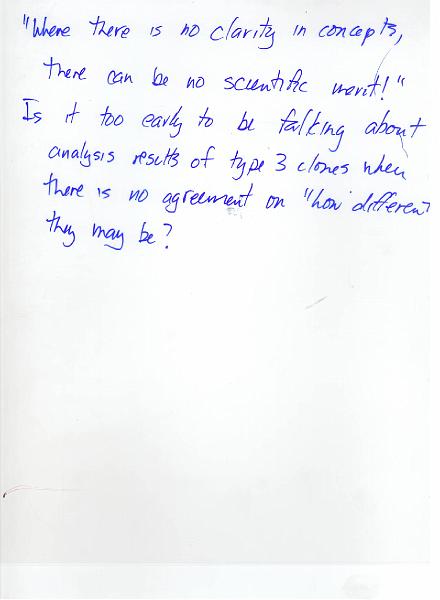 "Where there is no clarity in concepts,
there can be no scientific merit!"
Is it too early to be talking about
analysis results of type 3 clones when
there is no agreement on "how different
they may be?